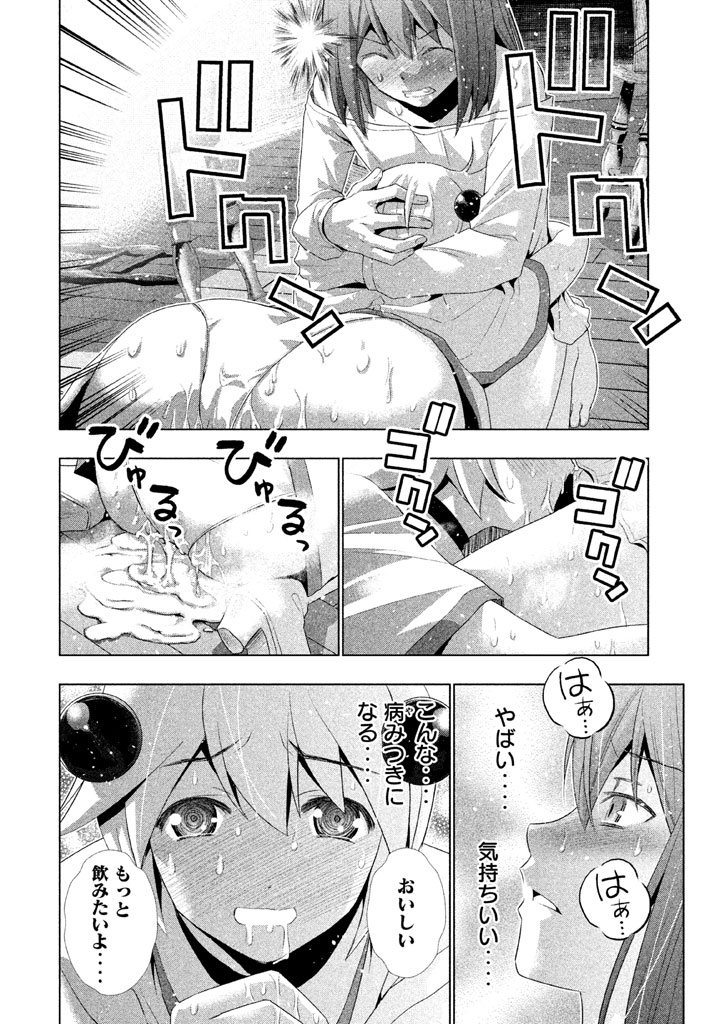 ドクン
ドクン
ゴクン
ゴクン
びゅるっ
びゅるっ
はぁ…
やばい‥‥
気持ちいい‥‥
はぁ…
こんな‥‥
病みつきに
なる‥‥
おいしい
もっと
飲みたいよ‥‥